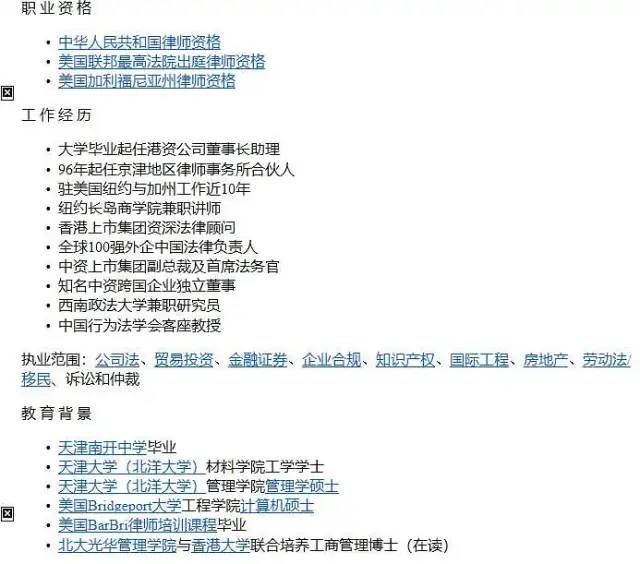 职 业 资 格
• 中华人民共和国律师资格
• 美国联邦最高法院出庭律师资格
• 美国加利福尼亚州律师资格
工 作 经 历
• 大学毕业起任港资公司董事长助理
• 96年起任京津地区律师事务所合伙人
• 驻美国纽约与加州工作近10年
• 纽约长岛商学院兼职讲师
• 香港上市集团资深法律顾问
• 全球100强外企中国法律负责人
• 中资上市集团副总裁及首席法务官
• 知名中资跨国企业独立董事
• 西南政法大学兼职研究员
• 中国行为法学会客座教授
执业范围：公司法、贸易投资、金融证券、企业合规、知识产权、国际工程、房地产、劳动法/
移民、诉讼和仲裁
教 育 背 景
• 天津南开中学毕业
• 天津大学（北洋大学）材料学院工学学士
• 天津大学（北洋大学）管理学院管理学硕士
• 美国Bridgeport大学工程学院计算机硕士
• 美国BarBri律师培训课程毕业
• 北大光华管理学院与香港大学联合培养工商管理博士（在读）